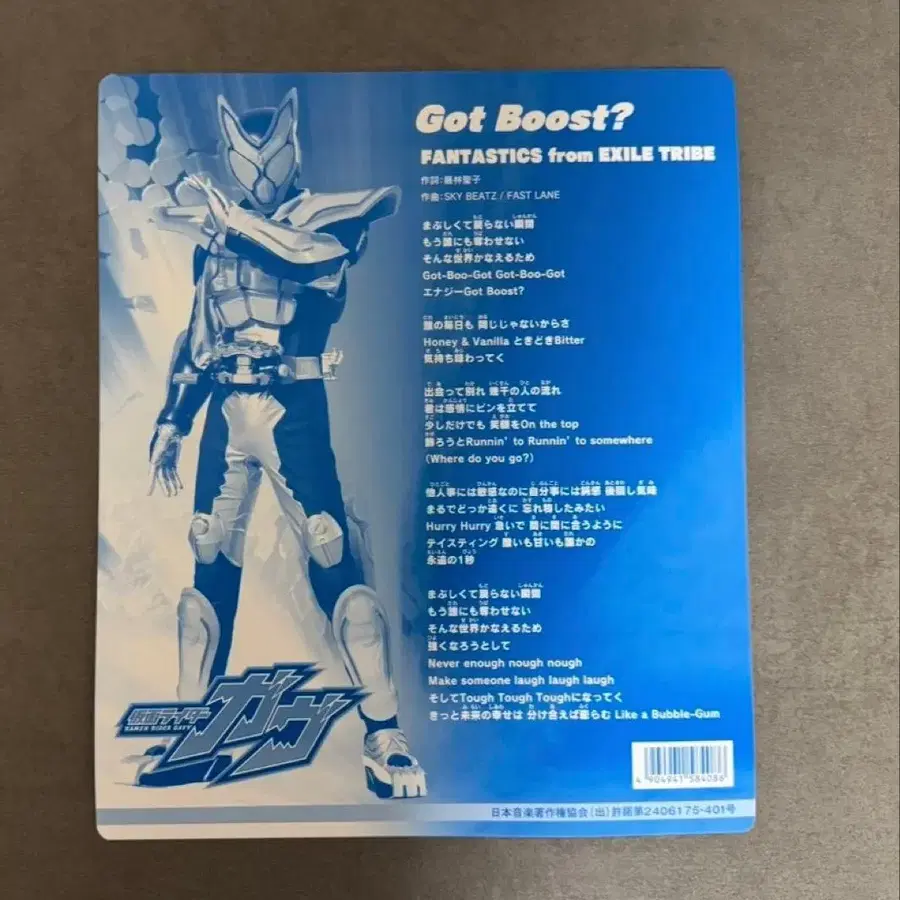 Got Boost?
FANTASTICS from EXILE TRIBE
作詞：藤林聖子
作曲：SKY BEATZ / FAST LANE
まぶしくて戻らない瞬間
もう誰にも奪わせない
そんな世界かなえるため
Got-Boo-Got Got-Boo-Got
エナジーGot Boost?
誰の毎日も 同じじゃないからさ
Honey & Vanilla ときどきBitter
気持ち味わってく
出会って別れ 幾千の人の流れ
君は感情にピンを立てて
少しだけでも 笑顔をOn the top
飾ろうとRunnin' to Runnin' to somewhere
(Where do you go?)
他人事には敏感なのに自分事には鈍感 後回し気味
まるでどっか遠くに 忘れ物したみたい
Hurry Hurry 急いで 間に間に合うように
テイスティング 酸いも甘いも誰かの
永遠の1秒
まぶしくて戻らない瞬間
もう誰にも奪わせない
そんな世界かなえるため
強くなろうとして
Never enough nough nough
Make someone laugh laugh laugh
そしてTough Tough Toughになってく
きっと未来の幸せは 分け合えば膨らむ Like a Bubble-Gum
仮面ライダー
KAMEN RIDER GAVV
ガヴ
4 904941 584086
日本音楽著作権協会(出)許諾第2406175-401号